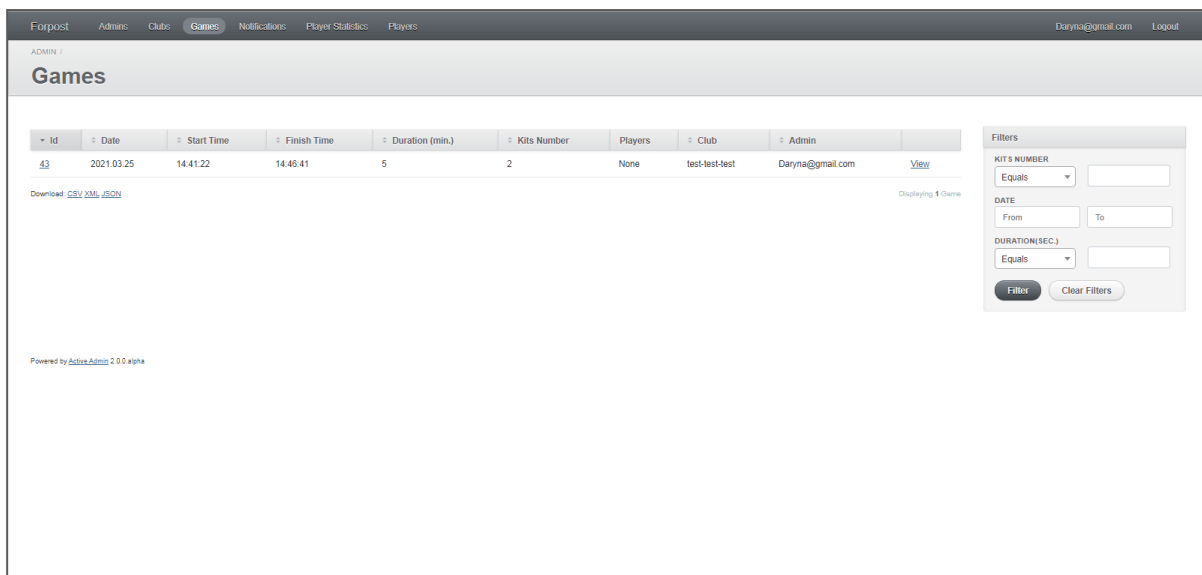 Forpost Admins Clubs Games Notifications Player Statistics Players Daryna@gmail.com Logout
ADMIN /
Games
Id Date Start Time Finish Time Duration (min.) Kits Number Players Club Admin
43 2021.03.25 14:41:22 14:46:41 5 2 None test-test-test Daryna@gmail.com View
Download: CSV XML JSON Displaying 1 Game
Filters
KITS NUMBER
Equals
DATE
From To
DURATION(SEC.)
Equals
Filter Clear Filters
Powered by Active Admin 2.0.0.alpha